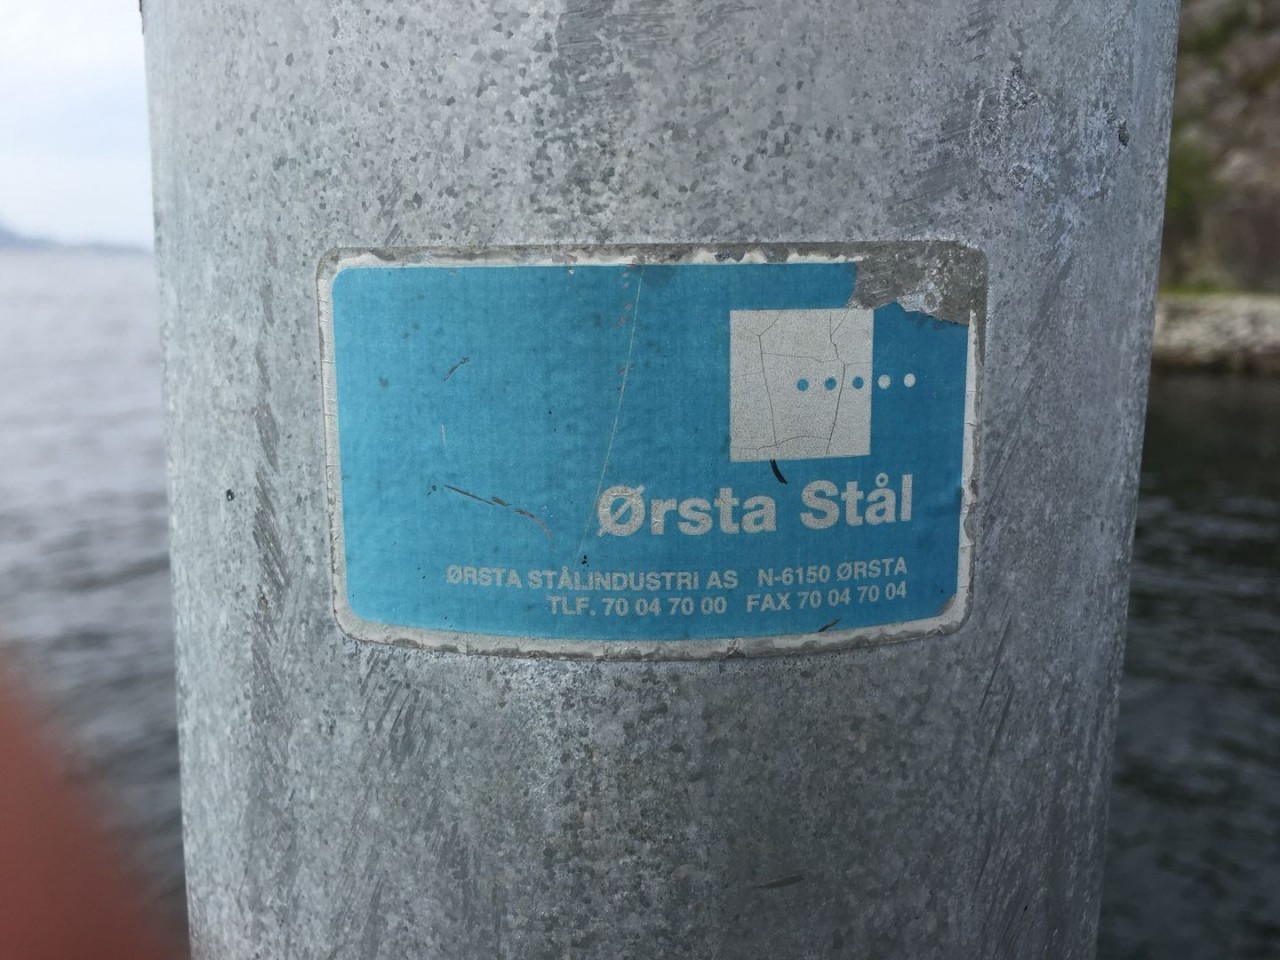 Ørsta Stål
ØRSTA STÅLINDUSTRI AS N-6150 ØRSTA
TLF. 70 04 70 00 FAX 70 04 70 04